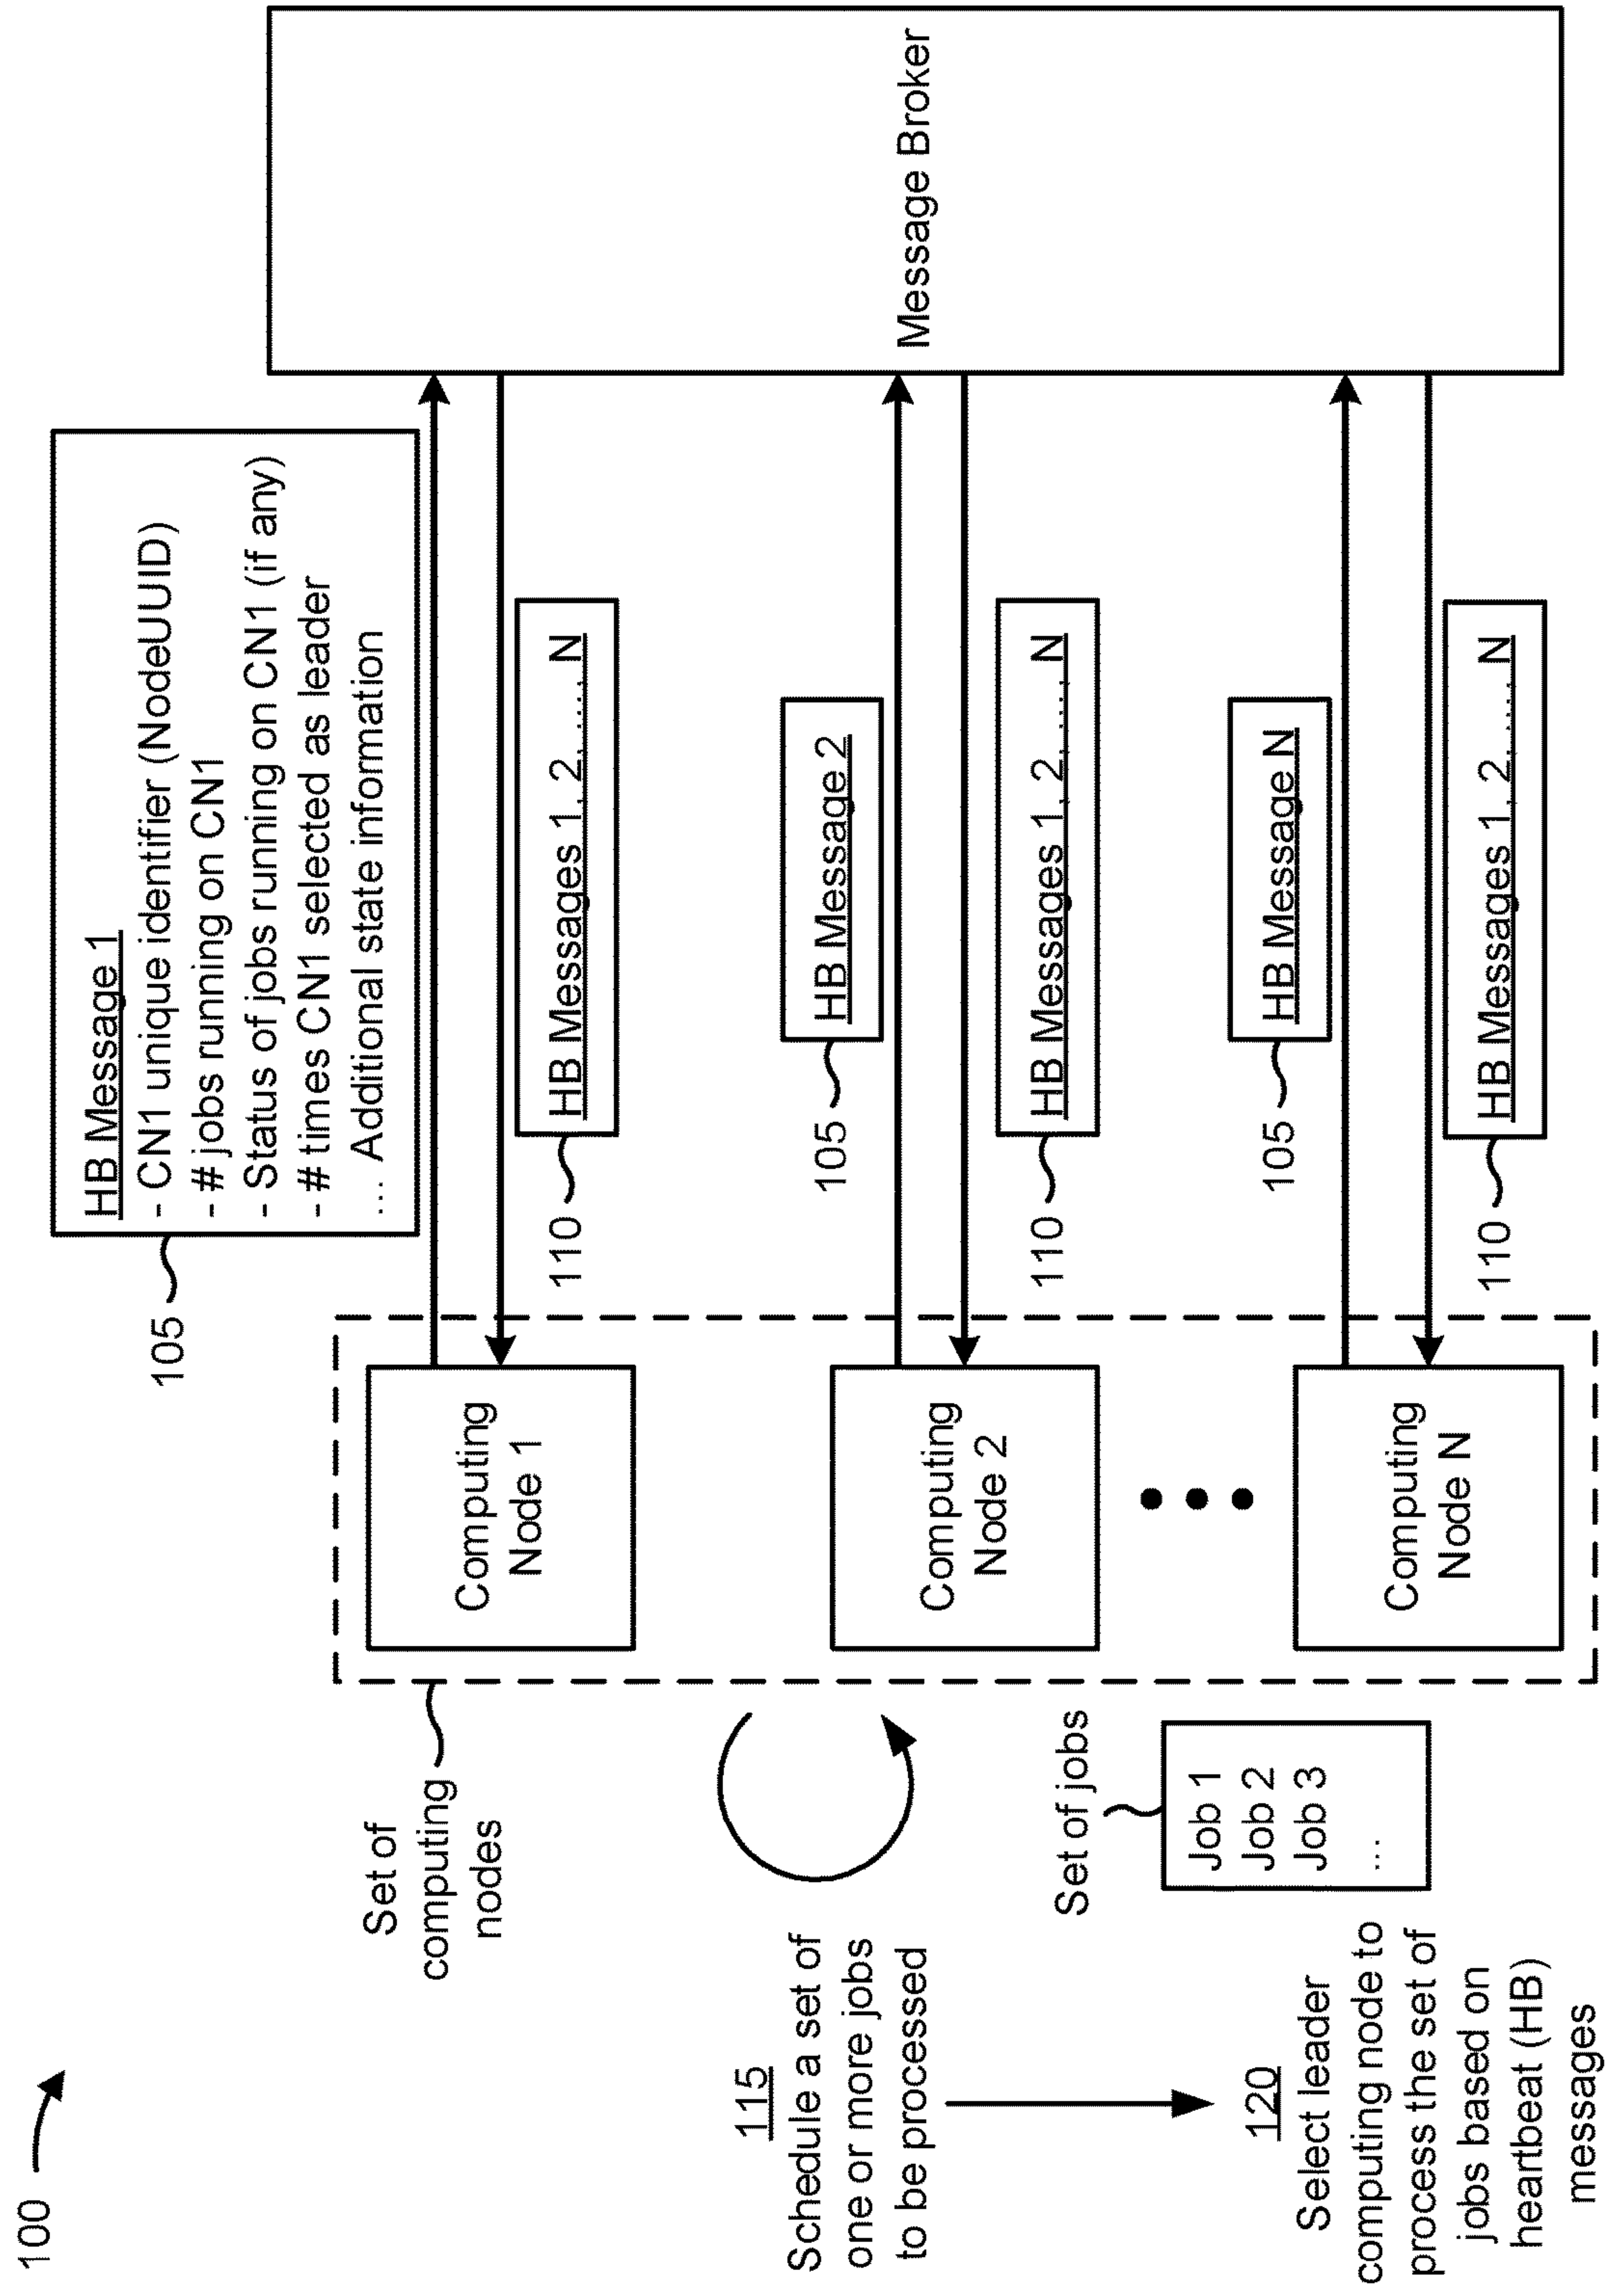 100
105
HB Message 1
- CN1 unique identifier (NodeUUID)
- # jobs running on CN1
- Status of jobs running on CN1 (if any)
- # times CN1 selected as leader
... Additional state information
Set of
computing
nodes
Computing
Node 1
110
HB Messages 1, 2, ..., N
Message Broker
115
Schedule a set of
one or more jobs
to be processed
Computing
Node 2
105
HB Message 2
110
HB Messages 1, 2, ..., N
Set of jobs
Job 1
Job 2
Job 3
...
120
Select leader
computing node to
process the set of
jobs based on
heartbeat (HB)
messages
Computing
Node N
105
HB Message N
110
HB Messages 1, 2, ..., N